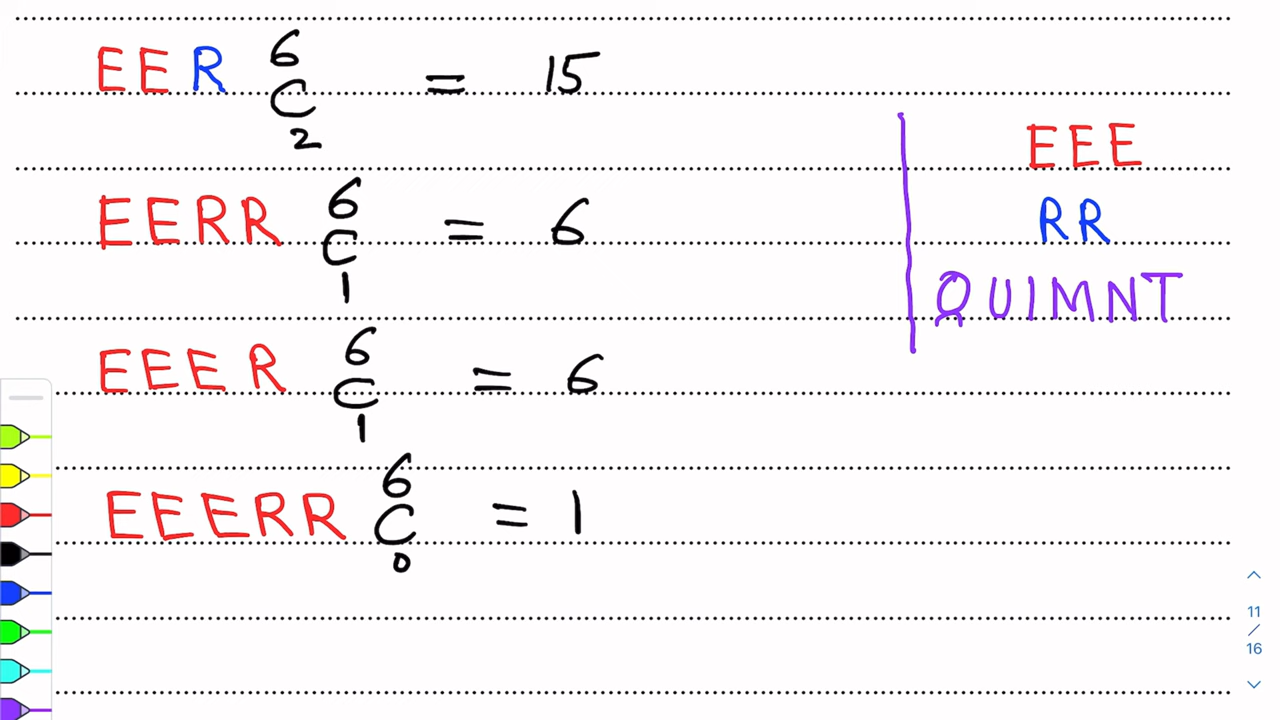 EER ⁶C₂ = 15
EERR ⁶C₁ = 6
EEER ⁶C₁ = 6
EEERR ⁶C₀ = 1
EEE
RR
QUIMNT
11
/
16